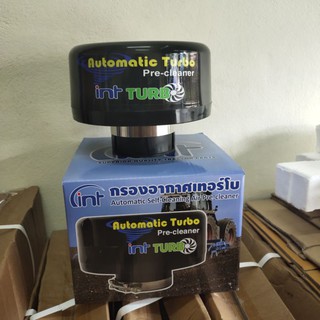 Automatic Turbo
Pre-cleaner
int TURBO
int กรองอากาศเทอร์โบ
Automatic Self Cleaning Air Pre-cleaner
Automatic Turbo
Pre-cleaner
int TURBO